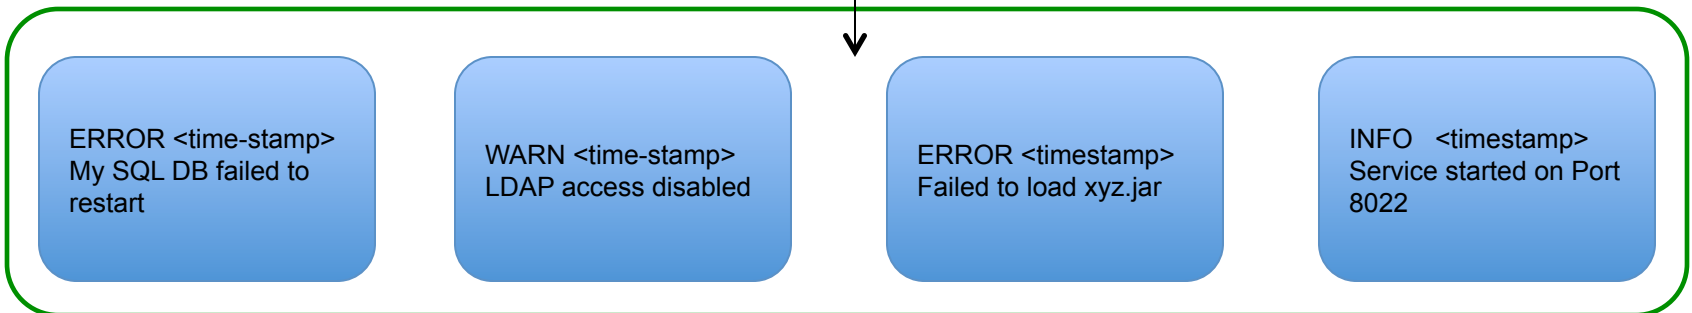 ERROR <time-stamp>
My SQL DB failed to
restart
WARN <time-stamp>
LDAP access disabled
ERROR <timestamp>
Failed to load xyz.jar
INFO   <timestamp>
Service started on Port
8022